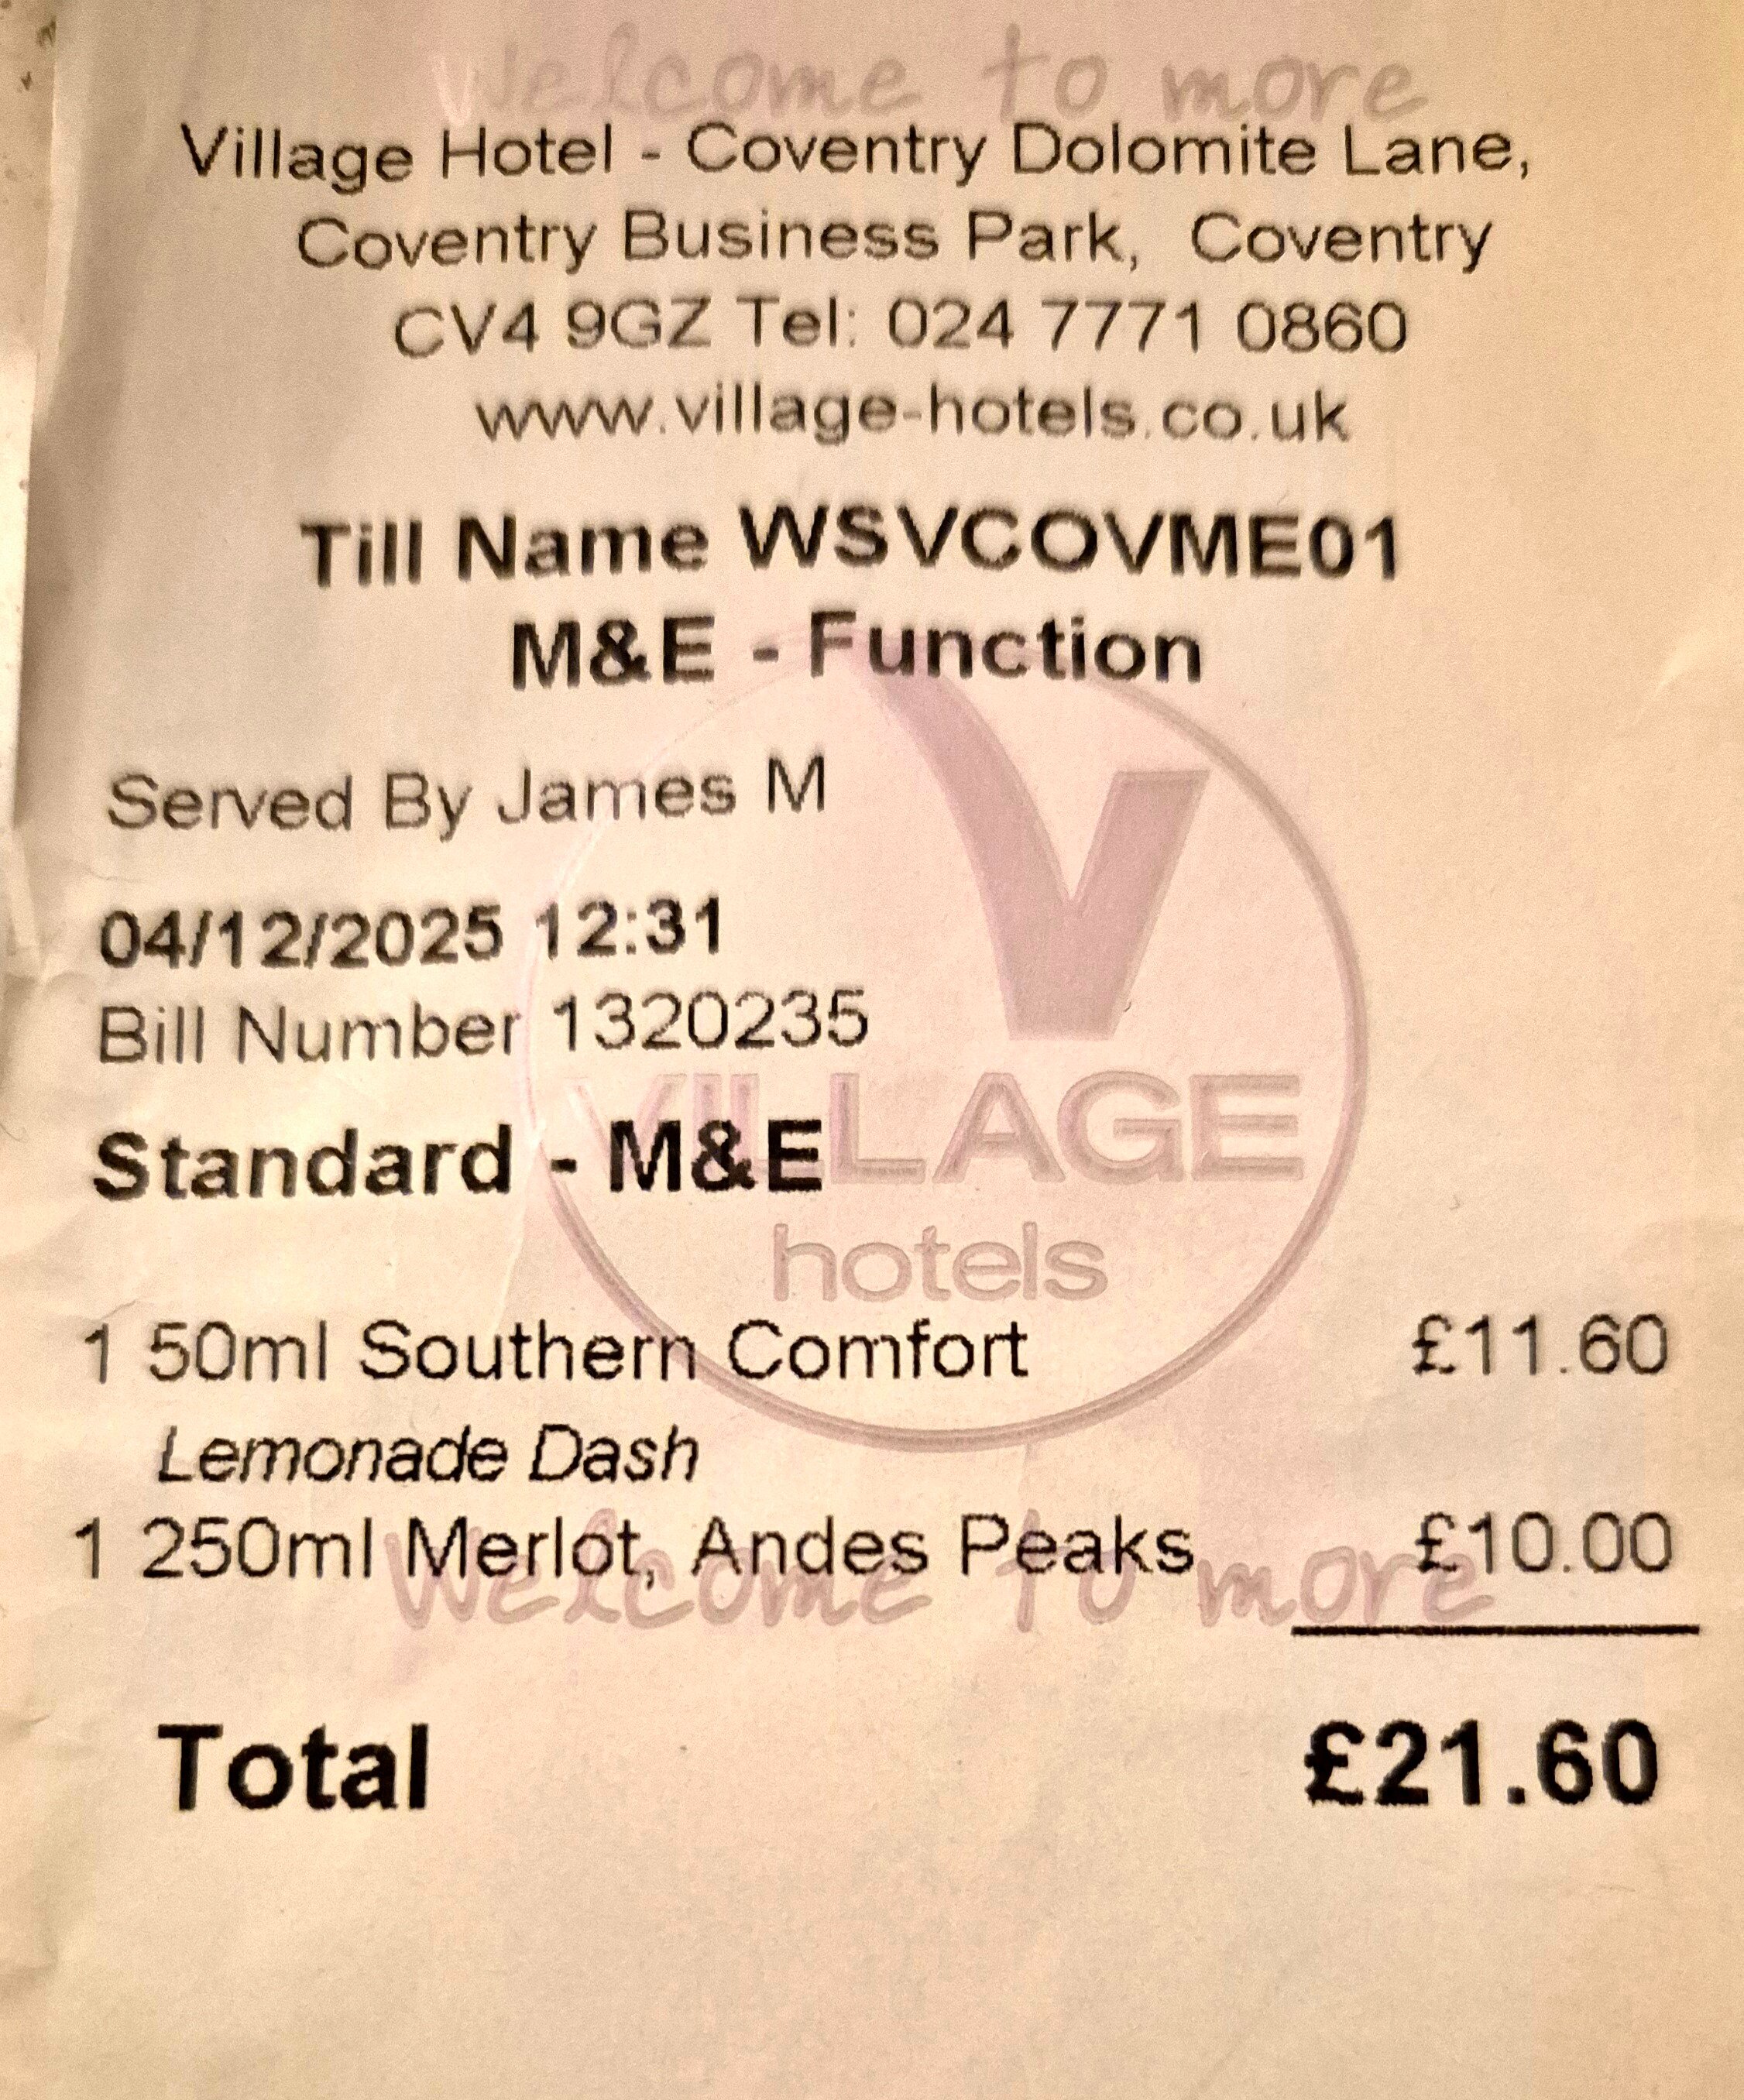 Welcome to more
Village Hotel - Coventry Dolomite Lane,
Coventry Business Park, Coventry
CV4 9GZ Tel: 024 7771 0860
www.village-hotels.co.uk
Till Name WSVCOVME01
M&E - Function
Served By James M
04/12/2025 12:31
Bill Number 1320235
V
VILLAGE
Standard - M&E
hotels
1 50ml Southern Comfort £11.60
Lemonade Dash
1 250ml Merlot, Andes Peaks £10.00
Welcome to more
Total £21.60